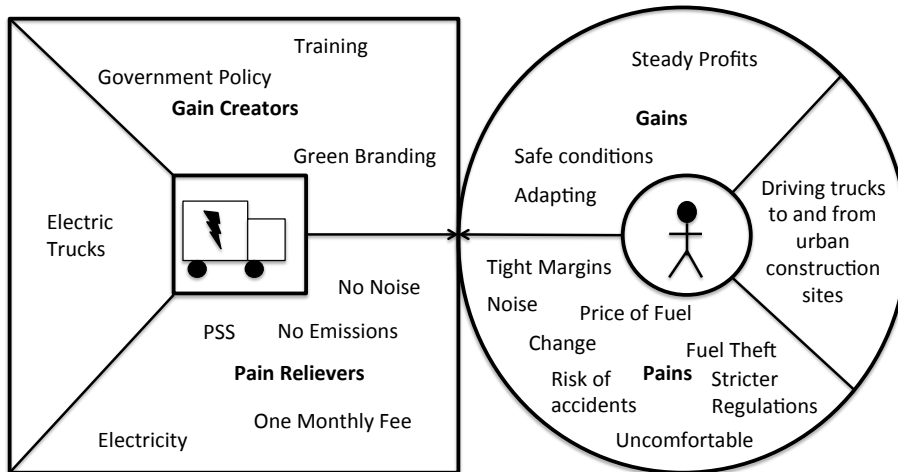 Training
Government Policy
Gain Creators
Green Branding
Electric
Trucks
No Noise
PSS
No Emissions
Pain Relievers
One Monthly Fee
Electricity
Steady Profits
Gains
Safe conditions
Adapting
Driving trucks
to and from
urban
construction
sites
Tight Margins
Noise
Price of Fuel
Change
Fuel Theft
Risk of
accidents
Pains
Stricter
Regulations
Uncomfortable